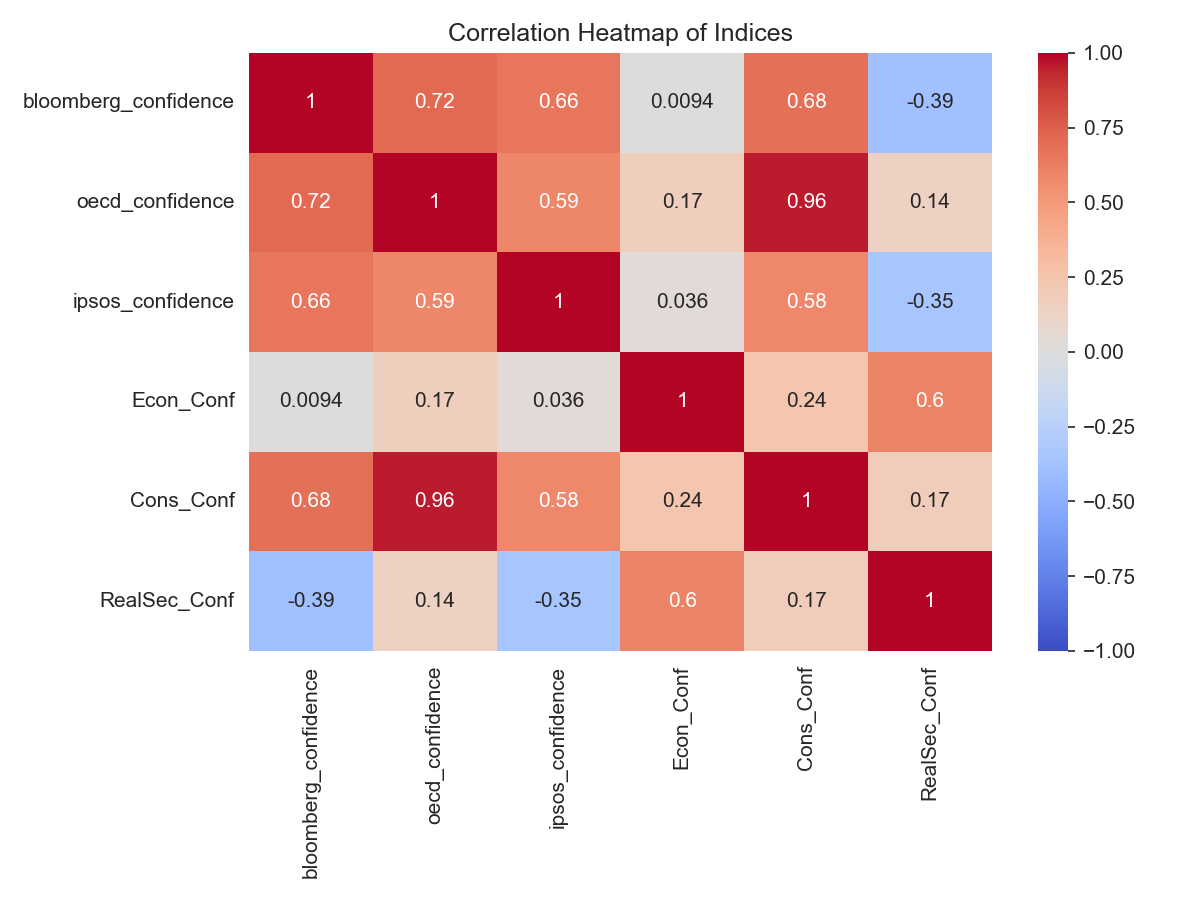 Correlation Heatmap of Indices
bloomberg_confidence 1 0.72 0.66 0.0094 0.68 -0.39
oecd_confidence 0.72 1 0.59 0.17 0.96 0.14
ipsos_confidence 0.66 0.59 1 0.036 0.58 -0.35
Econ_Conf 0.0094 0.17 0.036 1 0.24 0.6
Cons_Conf 0.68 0.96 0.58 0.24 1 0.17
RealSec_Conf -0.39 0.14 -0.35 0.6 0.17 1
bloomberg_confidence
oecd_confidence
ipsos_confidence
Econ_Conf
Cons_Conf
RealSec_Conf
1.00
0.75
0.50
0.25
0.00
−0.25
−0.50
−0.75
−1.00